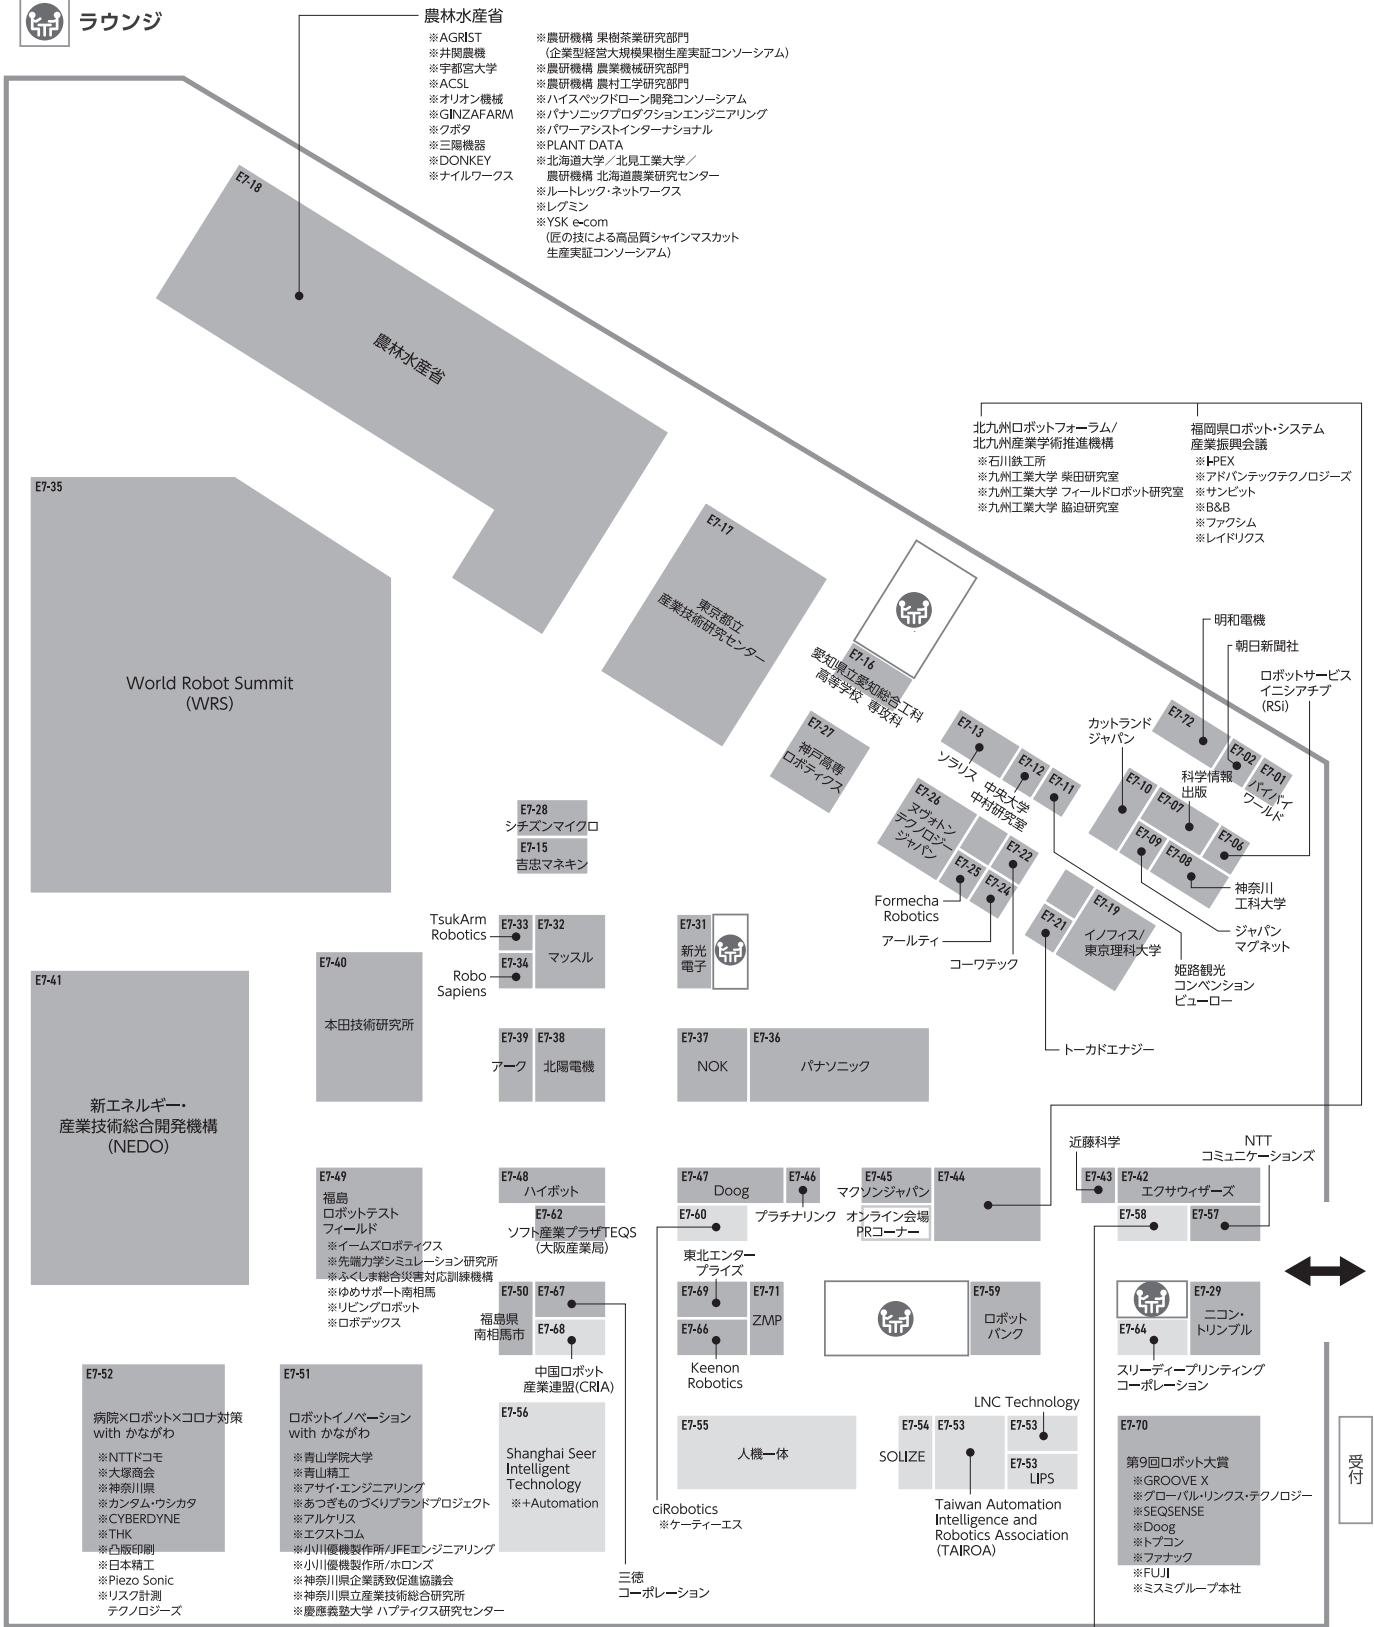 ラウンジ
農林水産省
※AGRIST
※井関農機
※宇都宮大学
※ACSL
※オリオン機械
※GINZAFARM
※クボタ
※三陽機器
※DONKEY
※ナイルワークス
※農研機構 果樹茶業研究部門
(企業型経営大規模果樹生産実証コンソーシアム)
※農研機構 農業機械研究部門
※農研機構 農村工学研究部門
※ハイスペックドローン開発コンソーシアム
※パナソニックプロダクションエンジニアリング
※パワーアシストインターナショナル
※PLANT DATA
※北海道大学／北見工業大学／
農研機構 北海道農業研究センター
※ルートレック・ネットワークス
※レグミン
※YSK e-com
(匠の技による高品質シャインマスカット
生産実証コンソーシアム)
E7-18
農林水産省
北九州ロボットフォーラム/
北九州産業学術推進機構
※石川鉄工所
※九州工業大学 柴田研究室
※九州工業大学 フィールドロボット研究室
※九州工業大学 脇迫研究室
福岡県ロボット・システム
産業振興会議
※I-PEX
※アドバンテックテクノロジーズ
※サンビット
※B&B
※ファクシム
※レイドリクス
E7-35
World Robot Summit
(WRS)
E7-17
東京都立
産業技術研究センター
E7-16
愛知県立愛知総合工科
高等学校 専攻科
E7-27
神戸高専
ロボティクス
明和電機
朝日新聞社
ロボットサービス
イニシアチブ
(RSi)
E7-72
E7-02
E7-01
バイバイ
ワールド
カットランド
ジャパン
科学情報
出版
E7-10
E7-07
E7-06
E7-09
E7-08
神奈川
工科大学
ジャパン
マグネット
E7-13
ソラリス
E7-12
中央大学
中村研究室
E7-11
姫路観光
コンベンション
ビューロー
E7-26
ヌヴォトン
テクノロジー
ジャパン
E7-22
E7-25
E7-24
Formecha
Robotics
アールティ
コーワテック
E7-19
イノフィス/
東京理科大学
E7-21
トーカドエナジー
E7-28
シチズンマイクロ
E7-15
吉忠マネキン
TsukArm
Robotics
E7-33
E7-32
マッスル
E7-34
Robo
Sapiens
E7-31
新光
電子
E7-41
新エネルギー・
産業技術総合開発機構
(NEDO)
E7-40
本田技術研究所
E7-39
アーク
E7-38
北陽電機
E7-37
NOK
E7-36
パナソニック
近藤科学
NTT
コミュニケーションズ
E7-49
福島
ロボットテスト
フィールド
※イームズロボティクス
※先端力学シミュレーション研究所
※ふくしま総合災害対応訓練機構
※ゆめサポート南相馬
※リビングロボット
※ロボデックス
E7-48
ハイボット
E7-62
ソフト産業プラザTEQS
(大阪産業局)
E7-47
Doog
E7-46
プラチナリンク
E7-60
E7-45
マクソンジャパン
オンライン会場
PRコーナー
E7-44
E7-43
E7-42
エクサウィザーズ
E7-58
E7-57
E7-50
福島県
南相馬市
E7-67
E7-68
中国ロボット
産業連盟(CRIA)
東北エンター
プライズ
E7-69
E7-71
ZMP
E7-66
Keenon
Robotics
E7-59
ロボット
バンク
E7-29
ニコン・
トリンブル
E7-64
スリーディープリンティング
コーポレーション
E7-52
病院×ロボット×コロナ対策
with かながわ
※NTTドコモ
※大塚商会
※神奈川県
※カンタム・ウシカタ
※CYBERDYNE
※THK
※凸版印刷
※日本精工
※Piezo Sonic
※リスク計測
テクノロジーズ
E7-51
ロボットイノベーション
with かながわ
※青山学院大学
※青山精工
※アサイ・エンジニアリング
※あつぎものづくりブランドプロジェクト
※アルケリス
※エクストコム
※小川優機製作所/JFEエンジニアリング
※小川優機製作所/ホロンズ
※神奈川県企業誘致促進協議会
※神奈川県立産業技術総合研究所
※慶應義塾大学 ハプティクス研究センター
E7-56
Shanghai Seer
Intelligent
Technology
※+Automation
E7-55
人機一体
ciRobotics
※ケーティーエス
三徳
コーポレーション
LNC Technology
E7-54
SOLIZE
E7-53
E7-53
E7-53
LIPS
Taiwan Automation
Intelligence and
Robotics Association
(TAIROA)
E7-70
第9回ロボット大賞
※GROOVE X
※グローバル・リンクス・テクノロジー
※SEQSENSE
※Doog
※トプコン
※ファナック
※FUJI
※ミスミグループ本社
受付